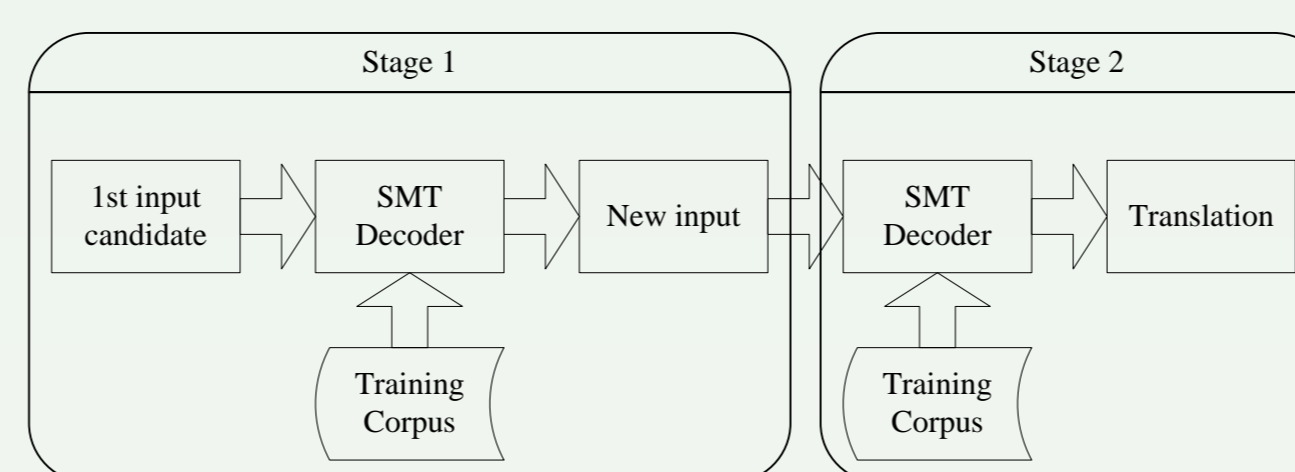 Stage 1
Stage 2
1st input
candidate
SMT
Decoder
New input
SMT
Decoder
Translation
Training
Corpus
Training
Corpus